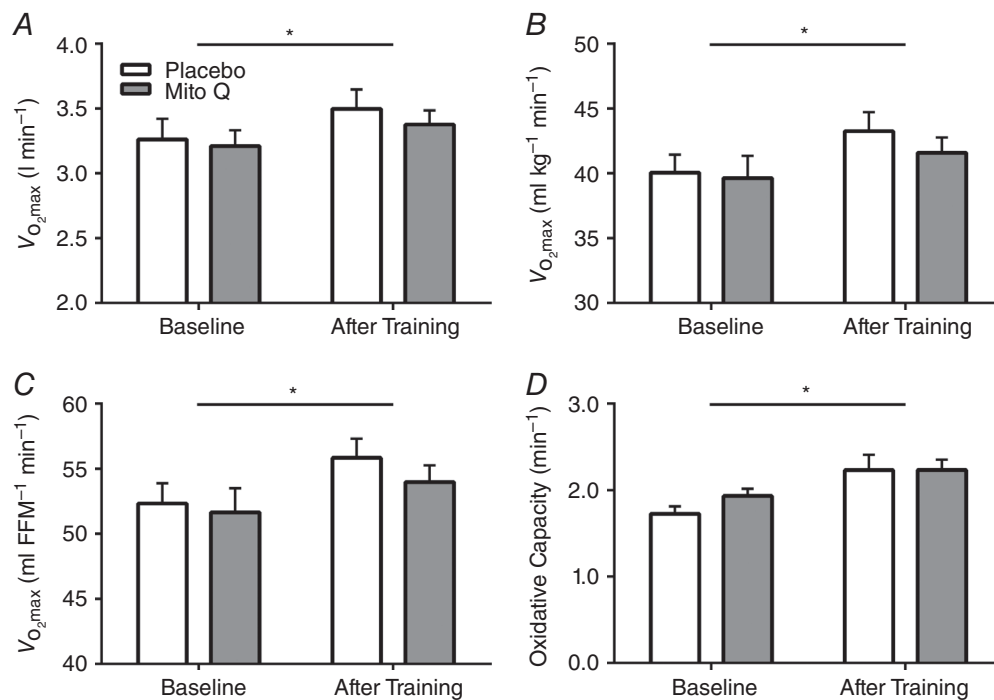 A
V̇O₂max (l min⁻¹)
4.0
3.5
3.0
2.5
2.0
*
Placebo
Mito Q
Baseline
After Training
B
VO₂max (ml kg⁻¹ min⁻¹)
50
45
40
35
30
*
Baseline
After Training
C
VO₂max (ml FFM⁻¹ min⁻¹)
60
55
50
45
40
*
Baseline
After Training
D
Oxidative Capacity (min⁻¹)
3.0
2.0
1.0
0.0
*
Baseline
After Training